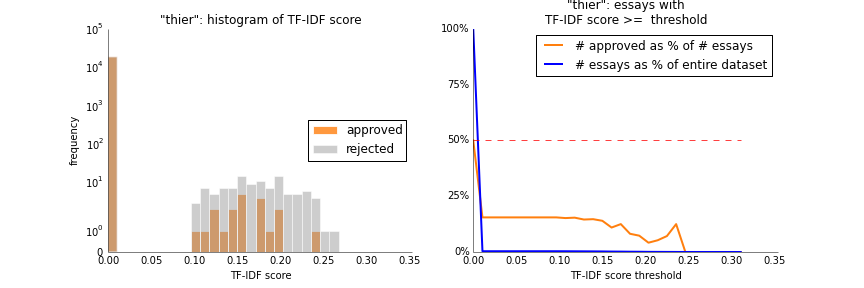 "thier": histogram of TF-IDF score
10^5
10^4
10^3
10^2
10^1
10^0
0
frequency
approved
rejected
0.00 0.05 0.10 0.15 0.20 0.25 0.30 0.35
TF-IDF score
"thier": essays with
TF-IDF score >= threshold
100%
75%
50%
25%
0%
# approved as % of # essays
# essays as % of entire dataset
0.00 0.05 0.10 0.15 0.20 0.25 0.30 0.35
TF-IDF score threshold